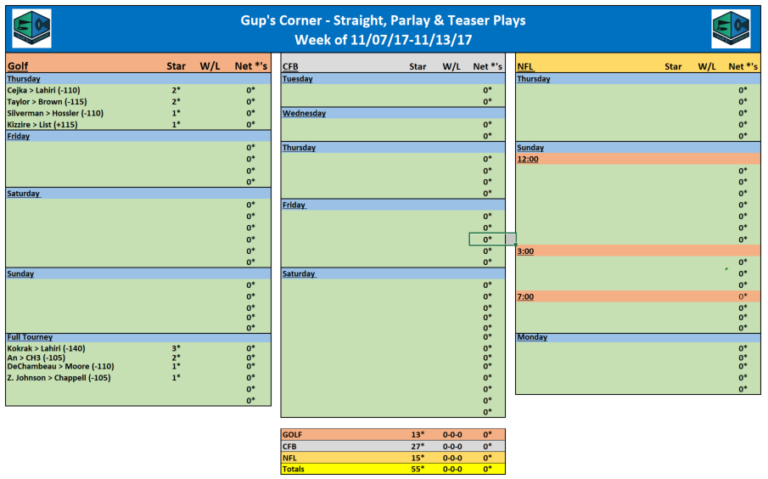 Gup's Corner - Straight, Parlay & Teaser Plays
Week of 11/07/17-11/13/17
Golf Star W/L Net *'s
Thursday
Cejka > Lahiri (-110) 2* 0*
Taylor > Brown (-115) 2* 0*
Silverman > Hossler (-110) 1* 0*
Kizzire > List (+115) 1* 0*
Friday
0*
0*
0*
0*
Saturday
0*
0*
0*
0*
0*
0*
Sunday
0*
0*
0*
0*
0*
Full Tourney
Kokrak > Lahiri (-140) 3* 0*
An > CH3 (-105) 2* 0*
DeChambeau > Moore (-110) 1* 0*
Z. Johnson > Chappell (-105) 1* 0*
0*
0*
CFB Star W/L Net *'s
Tuesday
0*
0*
Wednesday
0*
0*
Thursday
0*
0*
0*
0*
Friday
0*
0*
0*
0*
0*
Saturday
0*
0*
0*
0*
0*
0*
0*
0*
0*
0*
0*
0*
NFL Star W/L Net *'s
Thursday
0*
0*
0*
0*
0*
Sunday
12:00
0*
0*
0*
0*
0*
0*
0*
3:00
0*
0*
0*
7:00 0*
0*
0*
0*
Monday
0*
0*
0*
0*
GOLF 13* 0-0-0 0*
CFB 27* 0-0-0 0*
NFL 15* 0-0-0 0*
Totals 55* 0-0-0 0*